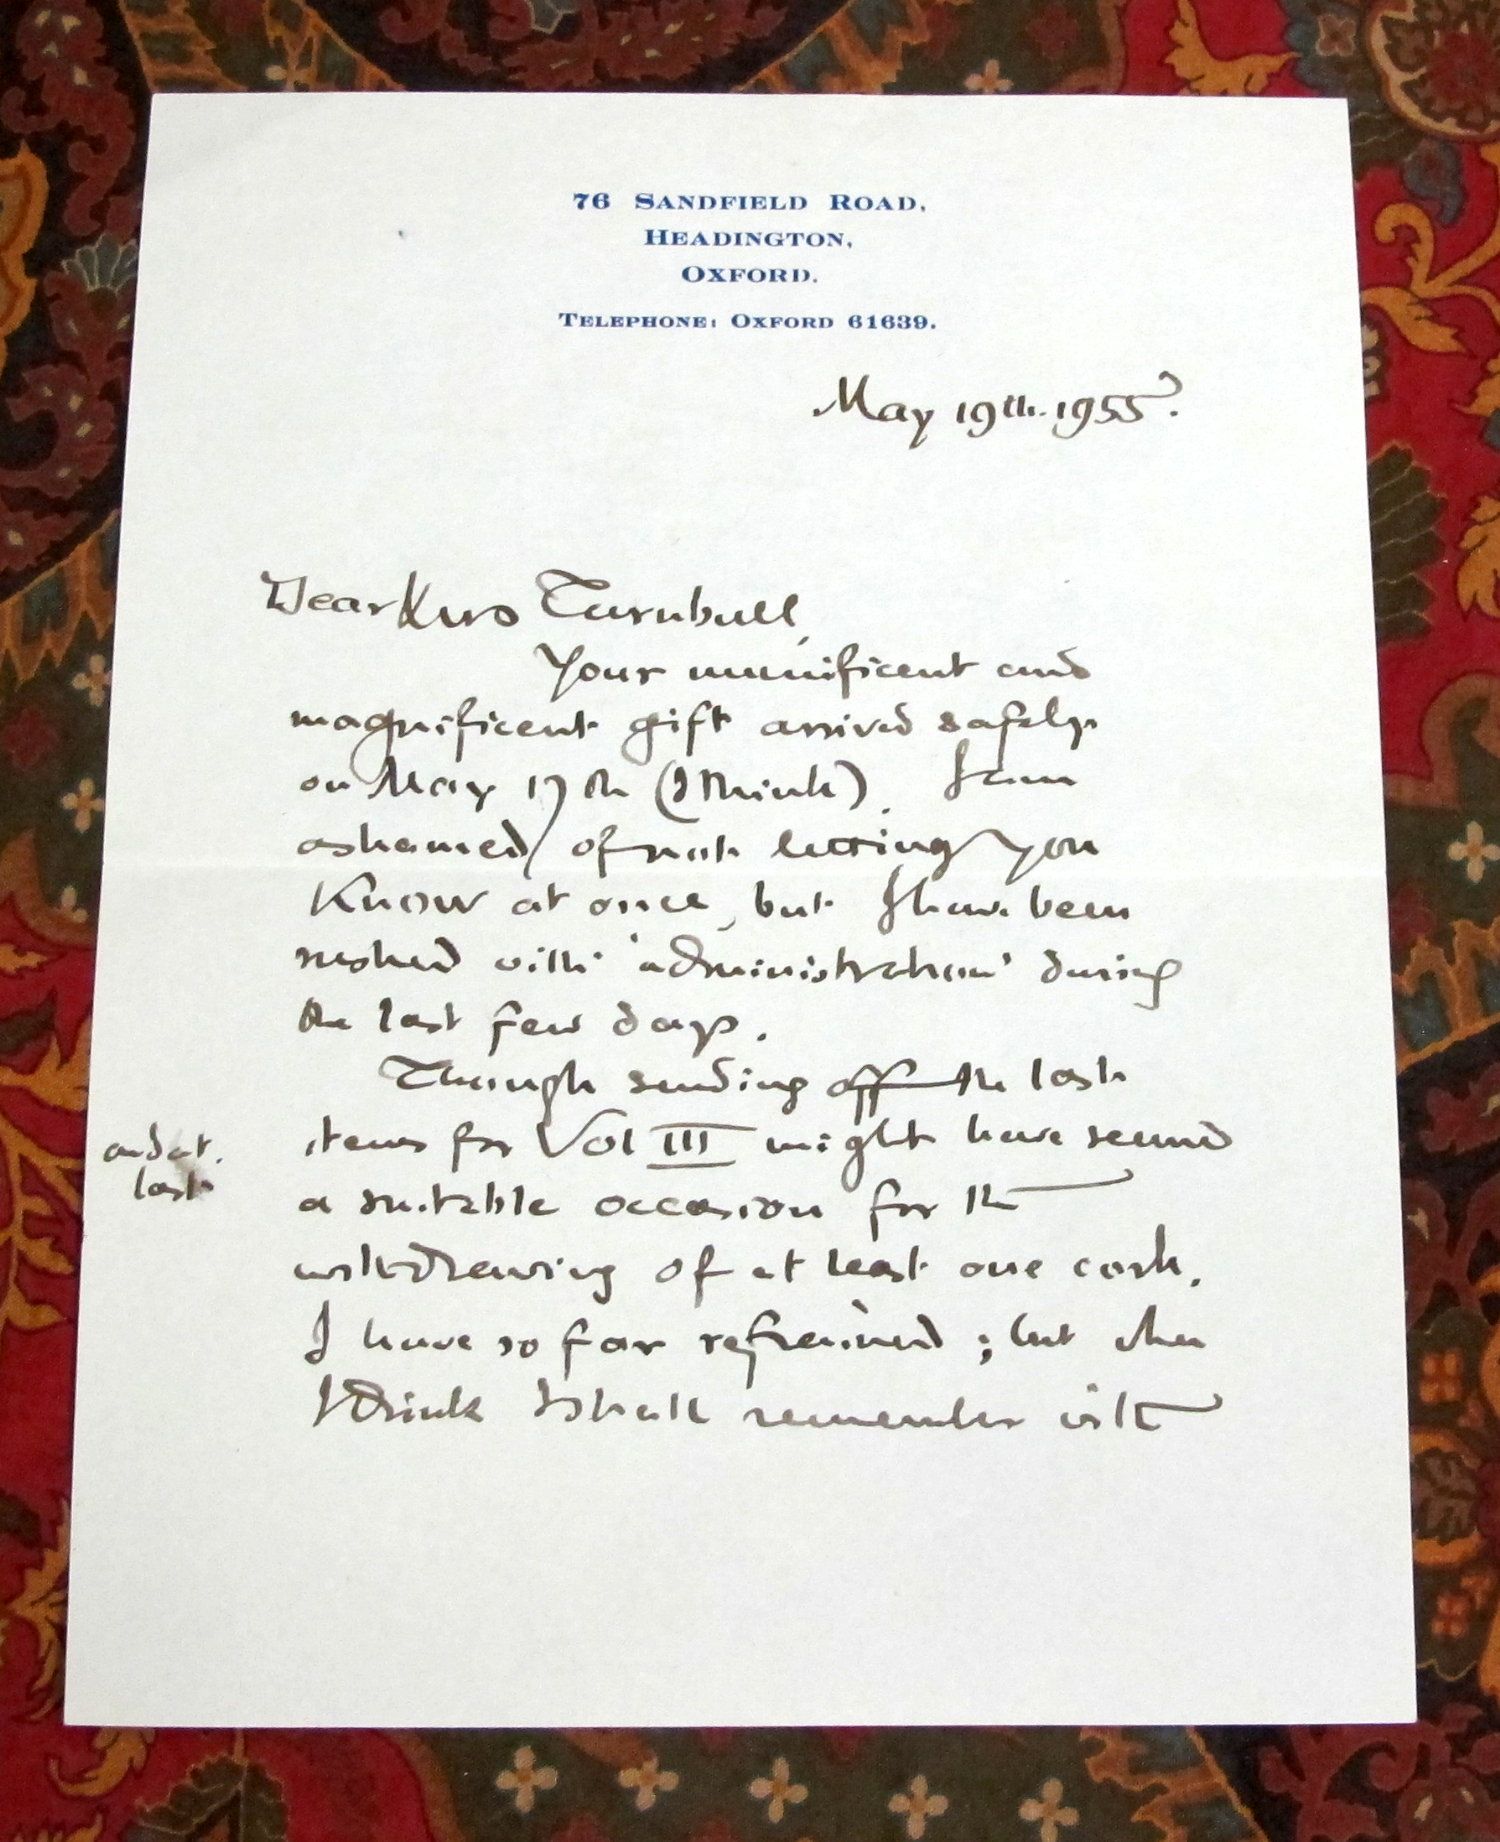 76 SANDFIELD ROAD,
HEADINGTON,
OXFORD.
TELEPHONE: OXFORD 61639.
May 19th. 1955.
Dear Miss Turnbull,
Your munificent and
magnificent gift arrived safely
on May 17th (I think). I am
ashamed of not letting you
know at once, but I have been
rushed with 'administration' during
the last few days.
Though sending off the last
and at
last
items for Vol III might have seemed
a suitable occasion for the
withdrawing of at least one cork,
I have so far refrained; but when
I drink I shall remember with